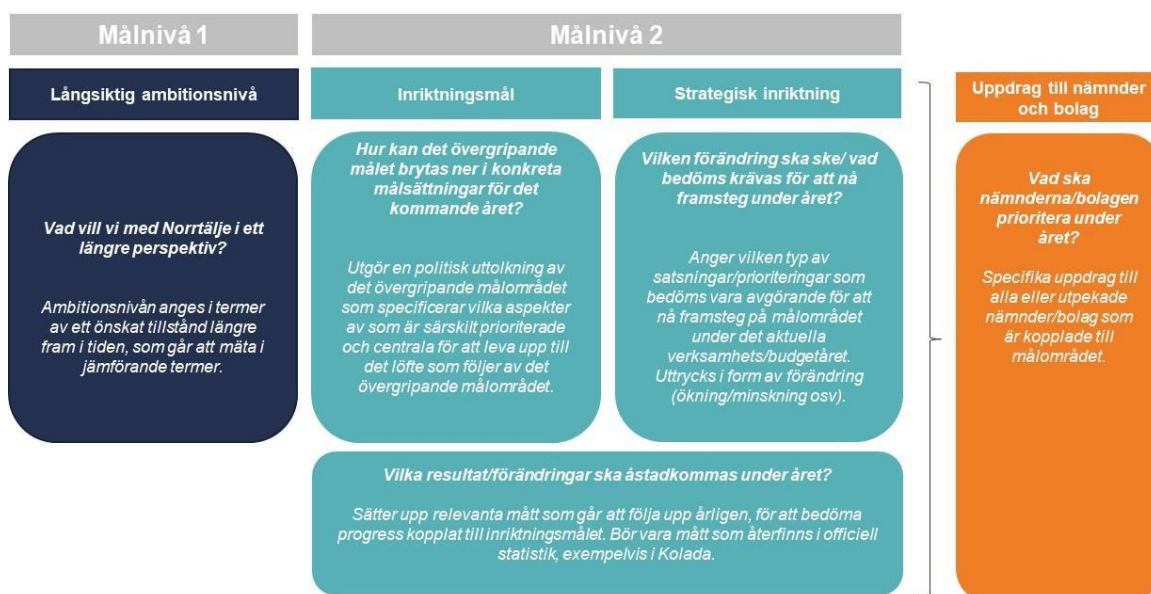 Målnivå 1
Målnivå 2
Långsiktig ambitionsnivå
Inriktningsmål
Strategisk inriktning
Uppdrag till nämnder
och bolag
Vad vill vi med Norrtälje i ett
längre perspektiv?
Ambitionsnivån anges i termer
av ett önskat tillstånd längre
fram i tiden, som går att mäta i
jämförande termer.
Hur kan det övergripande
målet brytas ner i konkreta
målsättningar för det
kommande året?
Utgör en politisk uttolkning av
det övergripande målområdet
som specificerar vilka aspekter
av som är särskilt prioriterade
och centrala för att leva upp till
det löfte som följer av det
övergripande målområdet.
Vilken förändring ska ske/ vad
bedöms krävas för att nå
framsteg under året?
Anger vilken typ av
satsningar/prioriteringar som
bedöms vara avgörande för att
nå framsteg på målområdet
under det aktuella
verksamhets/budgetåret.
Uttrycks i form av förändring
(ökning/minskning osv).
Vad ska
nämnderna/bolagen
prioritera under
året?
Specifika uppdrag till
alla eller utpekade
nämnder/bolag som
är kopplade till
målområdet.
Vilka resultat/förändringar ska åstadkommas under året?
Sätter upp relevanta mått som går att följa upp årligen, för att bedöma
progress kopplat till inriktningsmålet. Bör vara mått som återfinns i officiell
statistik, exempelvis i Kolada.